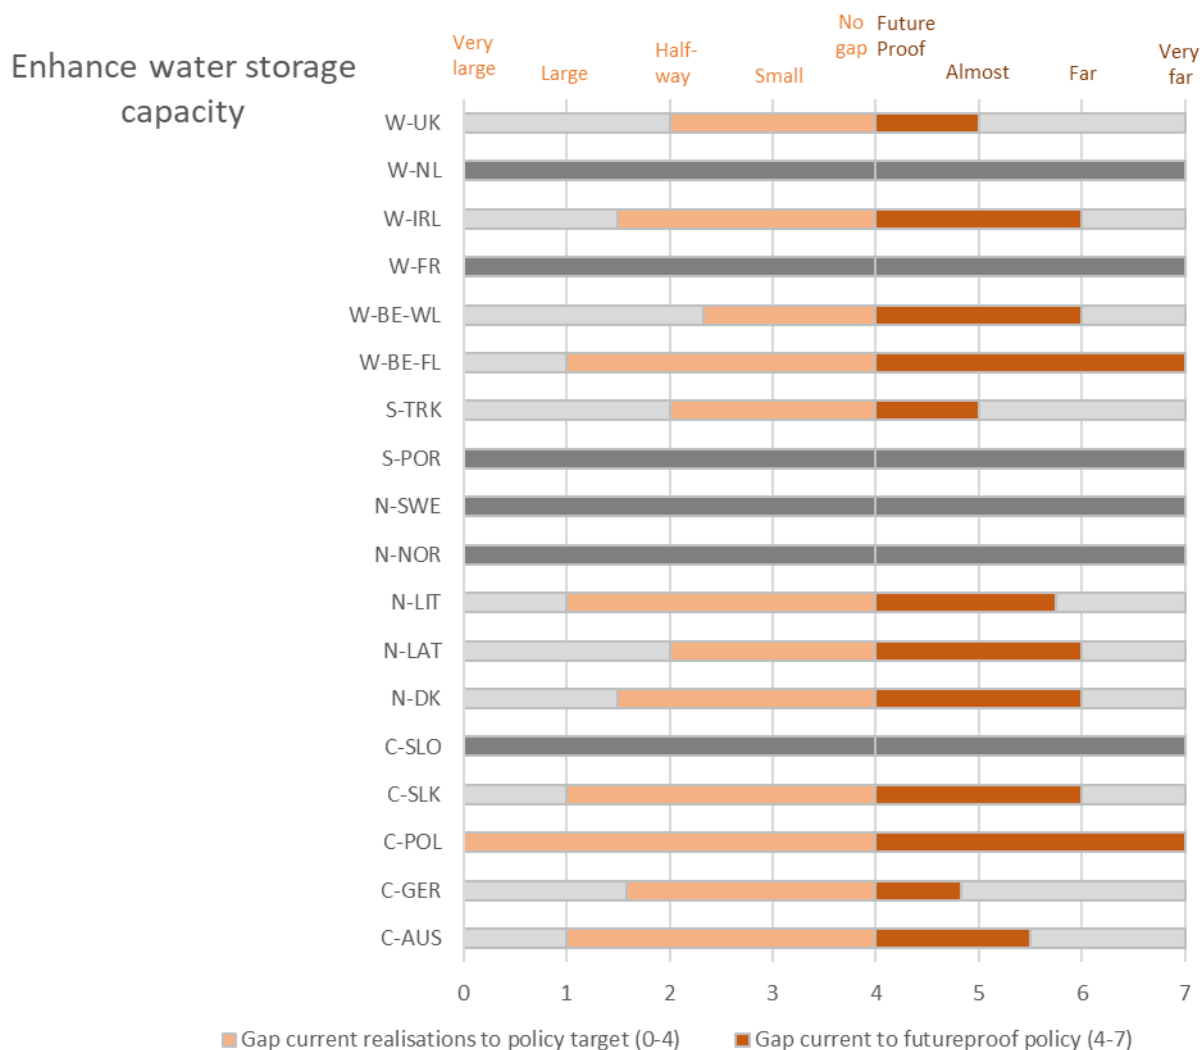 Enhance water storage
capacity
Very
large
Large
Half-
way
Small
No
gap
Future
Proof
Almost
Far
Very
far
W-UK
W-NL
W-IRL
W-FR
W-BE-WL
W-BE-FL
S-TRK
S-POR
N-SWE
N-NOR
N-LIT
N-LAT
N-DK
C-SLO
C-SLK
C-POL
C-GER
C-AUS
0 1 2 3 4 5 6 7
Gap current realisations to policy target (0-4) Gap current to futureproof policy (4-7)